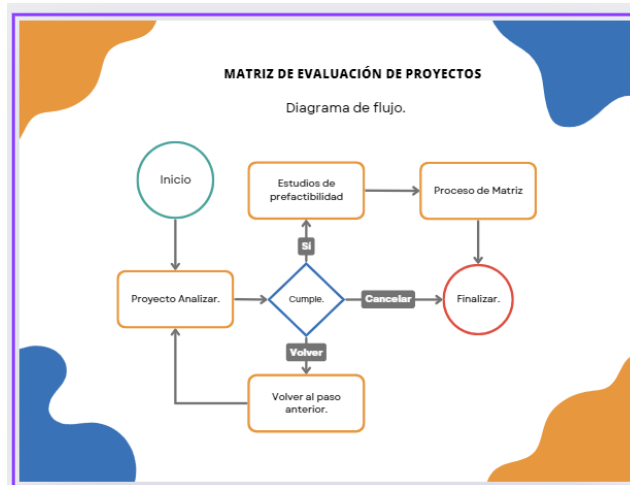 MATRIZ DE EVALUACIÓN DE PROYECTOS
Diagrama de flujo.
Inicio
Estudios de
prefactibilidad
Proceso de Matriz
Si
Proyecto Analizar.
Cumple.
Cancelar
Finalizar.
Volver
Volver al paso
anterior.